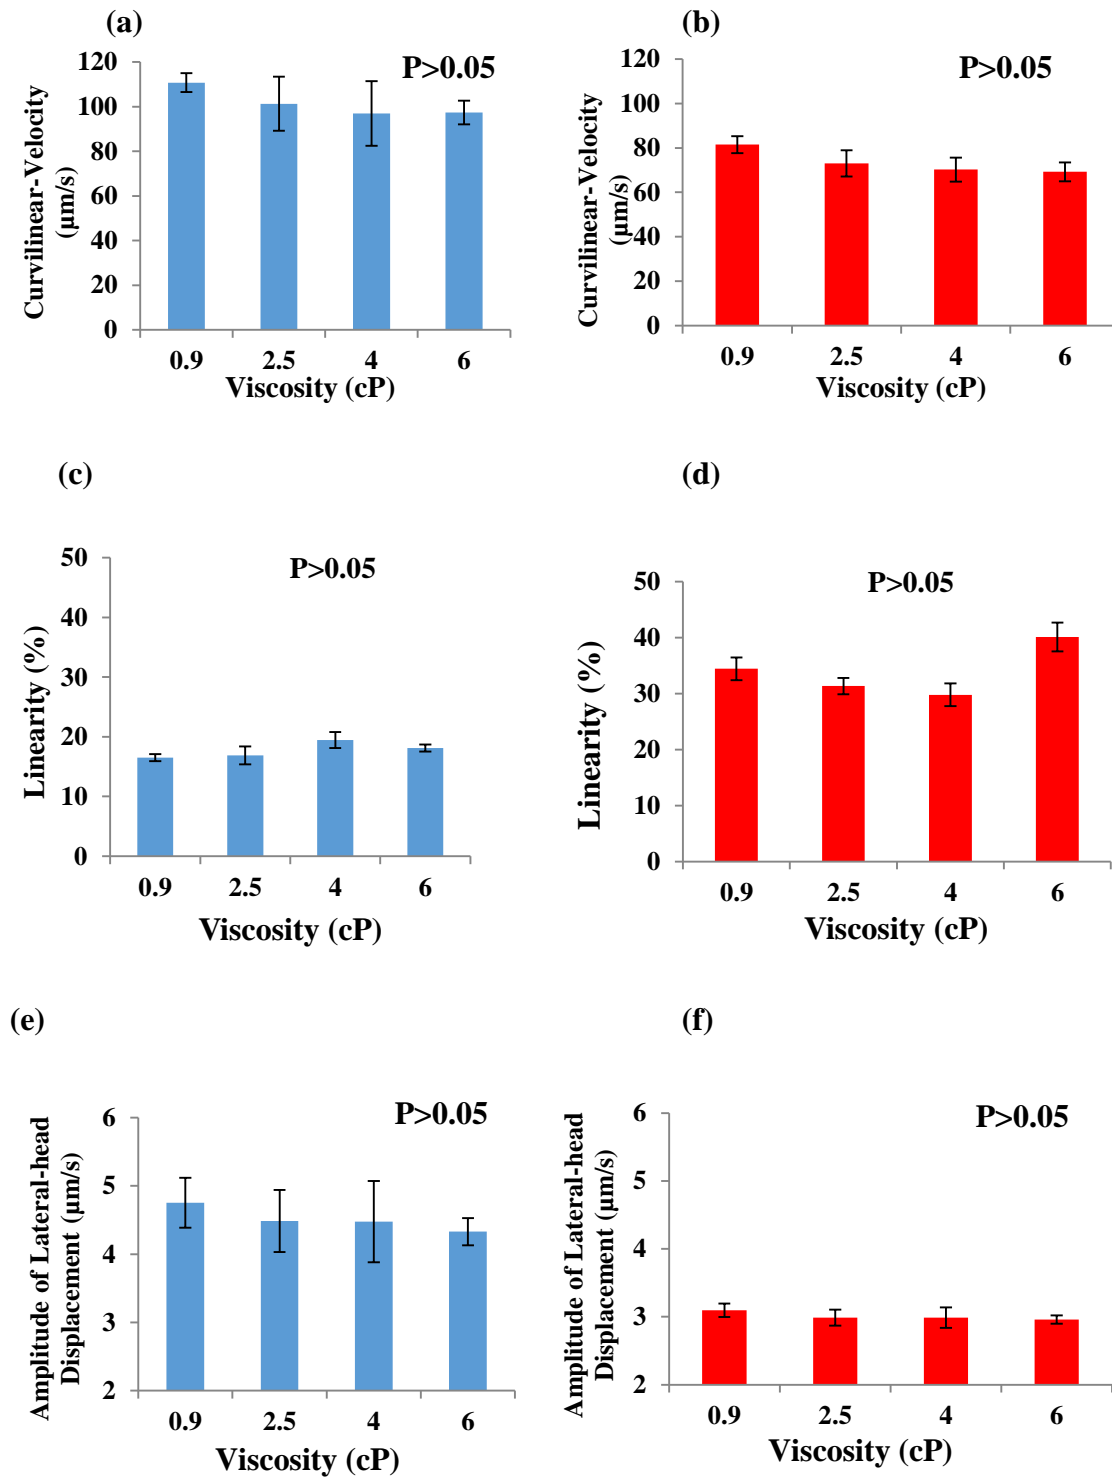 (a)
P>0.05
Curvilinear-Velocity
(µm/s)
120
100
80
60
40
20
0
0.9 2.5 4 6
Viscosity (cP)
(b)
P>0.05
Curvilinear-Velocity
(µm/s)
120
100
80
60
40
20
0
0.9 2.5 4 6
Viscosity (cP)
(c)
P>0.05
Linearity (%)
50
40
30
20
10
0
0.9 2.5 4 6
Viscosity (cP)
(d)
P>0.05
Linearity (%)
50
40
30
20
10
0
0.9 2.5 4 6
Viscosity (cP)
(e)
P>0.05
Amplitude of Lateral-head
Displacement (µm/s)
6
5
4
3
2
0.9 2.5 4 6
Viscosity (cP)
(f)
P>0.05
Amplitude of Lateral-head
Displacement (µm/s)
6
5
4
3
2
0.9 2.5 4 6
Viscosity (cP)